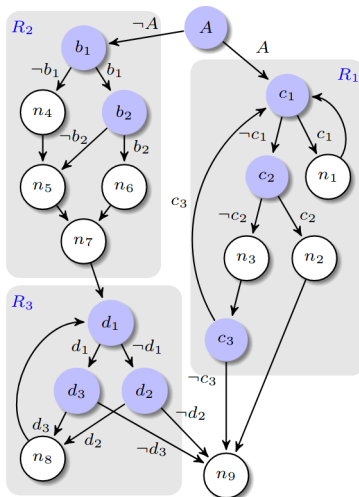 R₂
¬A
A
b₁
A
R₁
¬b₁
b₁
c₁
n₄
b₂
¬c₁
c₁
¬b₂
b₂
c₂
n₁
n₅
n₆
c₃
¬c₂
c₂
n₇
n₃
n₂
R₃
d₁
c₃
d₁
¬d₁
¬c₃
d₃
d₂
d₃
d₂
¬d₂
¬d₃
n₈
n₉